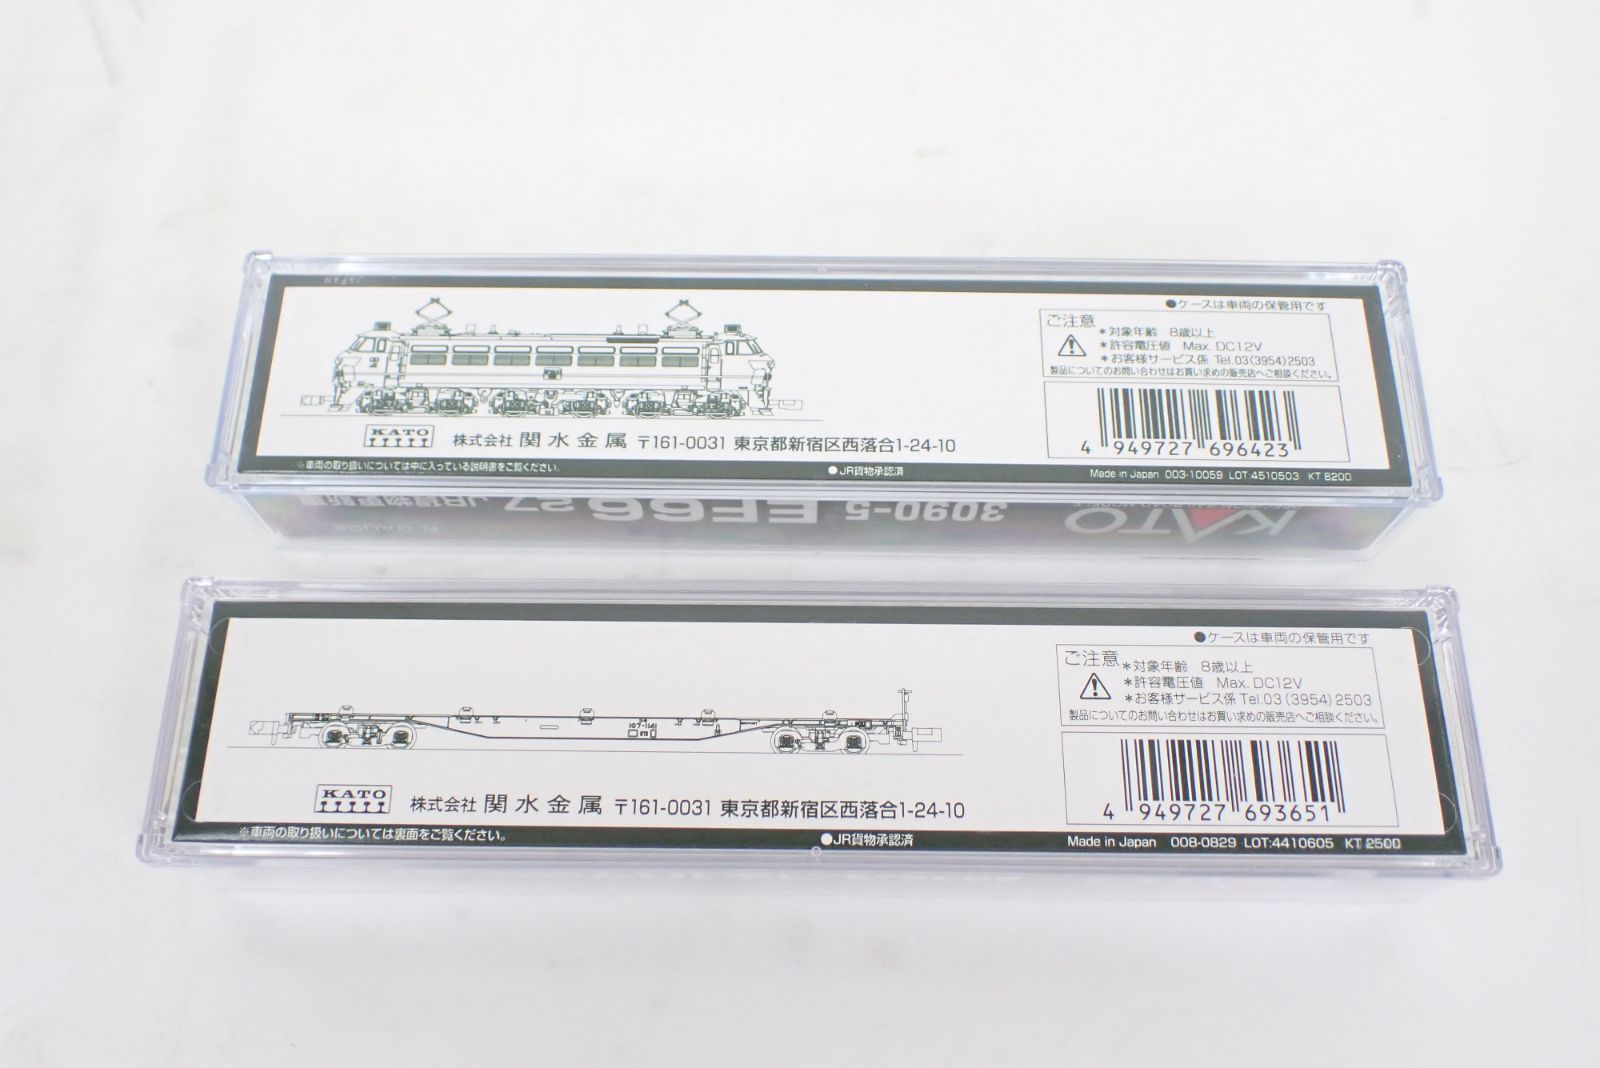 JAPAN
●ケースは車両の保管用です
ご注意
＊対象年齢 8歳以上
＊許容電圧値 Max. DC12V
＊お客様サービス係 Tel.03(3954)2503
製品についてのお問い合わせはお買い求めの販売店へご相談ください。
4 949727 696423
KATO
株式会社 関水金属 〒161-0031 東京都新宿区西落合1-24-10
※車両の取り扱いについては中に入っている説明書をご覧ください。
●JR貨物承認済
Made in Japan 003-10059 LOT:4510503 KT 8200
KATO
3090-5 EF66 27 JR貨物更新車
N GAUGE
●ケースは車両の保管用です
ご注意
＊対象年齢 8歳以上
＊許容電圧値 Max. DC12V
＊お客様サービス係 Tel.03(3954)2503
製品についてのお問い合わせはお買い求めの販売店へご相談ください。
107-1141
4 949727 693651
KATO
株式会社 関水金属 〒161-0031 東京都新宿区西落合1-24-10
※車両の取り扱いについては裏面をご覧ください。
●JR貨物承認済
Made in Japan 008-0829 LOT:4410605 KT 2500